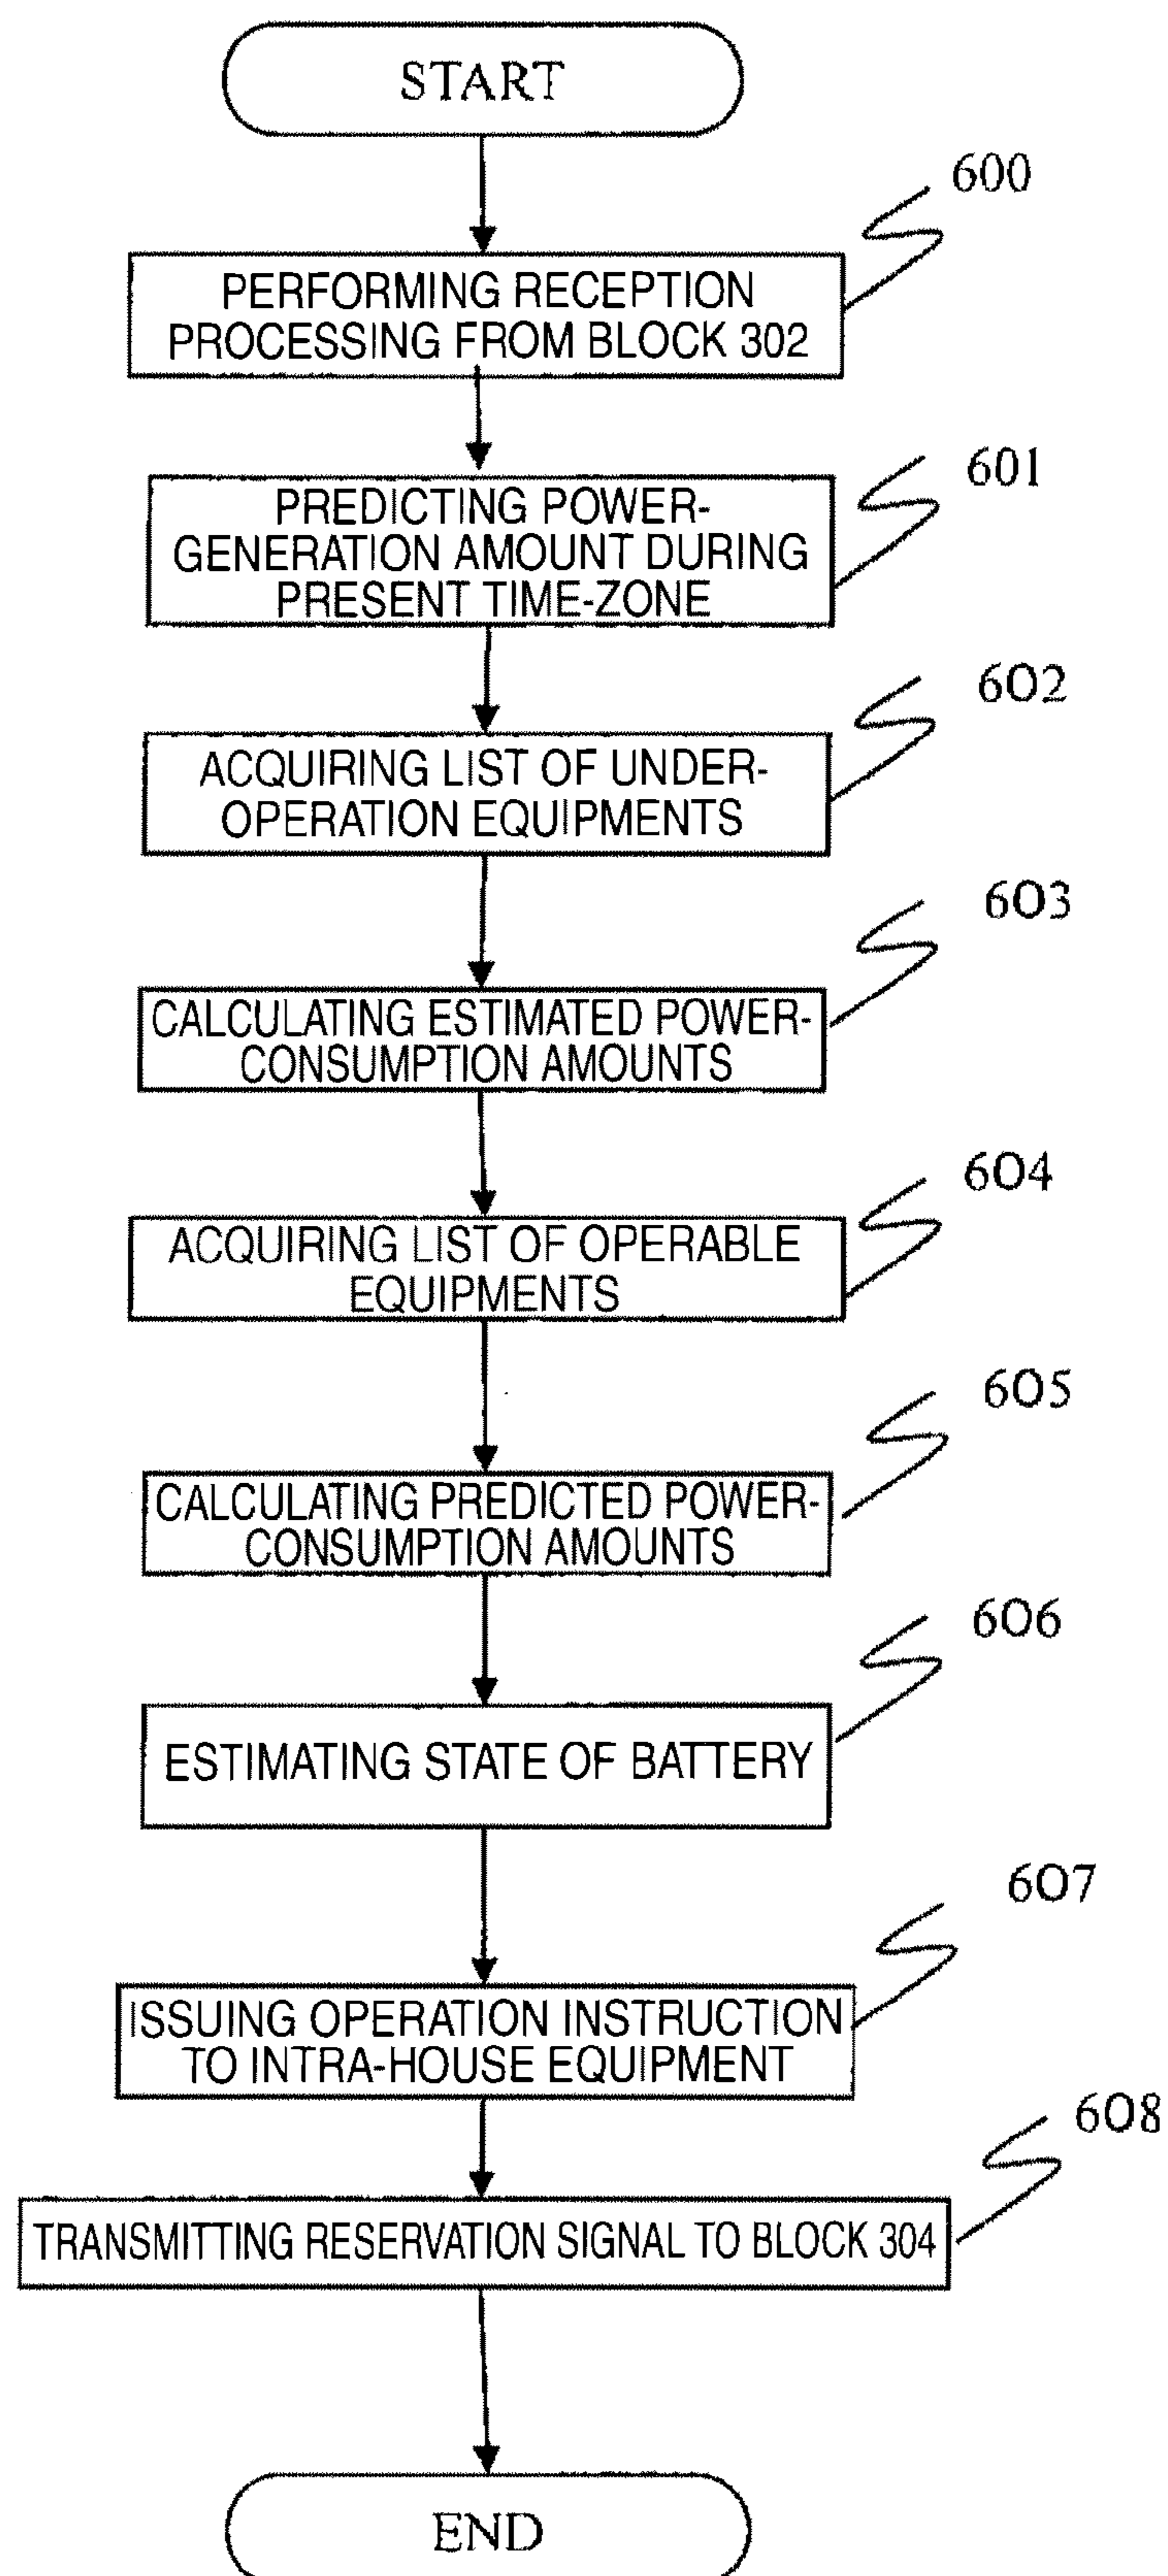 START
600
PERFORMING RECEPTION
PROCESSING FROM BLOCK 302
601
PREDICTING POWER-
GENERATION AMOUNT DURING
PRESENT TIME-ZONE
602
ACQUIRING LIST OF UNDER-
OPERATION EQUIPMENTS
603
CALCULATING ESTIMATED POWER-
CONSUMPTION AMOUNTS
604
ACQUIRING LIST OF OPERABLE
EQUIPMENTS
605
CALCULATING PREDICTED POWER-
CONSUMPTION AMOUNTS
606
ESTIMATING STATE OF BATTERY
607
ISSUING OPERATION INSTRUCTION
TO INTRA-HOUSE EQUIPMENT
608
TRANSMITTING RESERVATION SIGNAL TO BLOCK 304
END